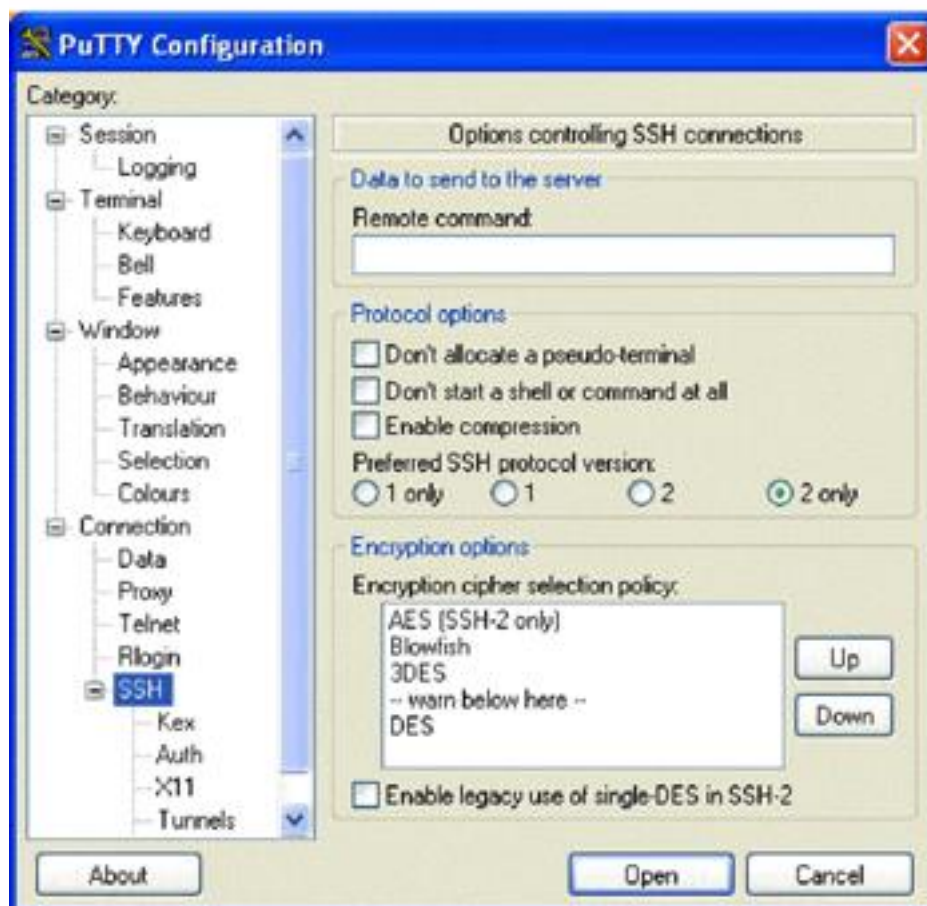 PuTTY Configuration
Category:
Session
Logging
Terminal
Keyboard
Bell
Features
Window
Appearance
Behaviour
Translation
Selection
Colours
Connection
Data
Proxy
Telnet
Rlogin
SSH
Kex
Auth
X11
Tunnels
Options controlling SSH connections
Data to send to the server
Remote command:
Protocol options
Don't allocate a pseudo-terminal
Don't start a shell or command at all
Enable compression
Preferred SSH protocol version:
1 only 1 2 2 only
Encryption options
Encryption cipher selection policy:
AES (SSH-2 only)
Blowfish
3DES
-- warn below here --
DES
Up
Down
Enable legacy use of single-DES in SSH-2
About
Open
Cancel